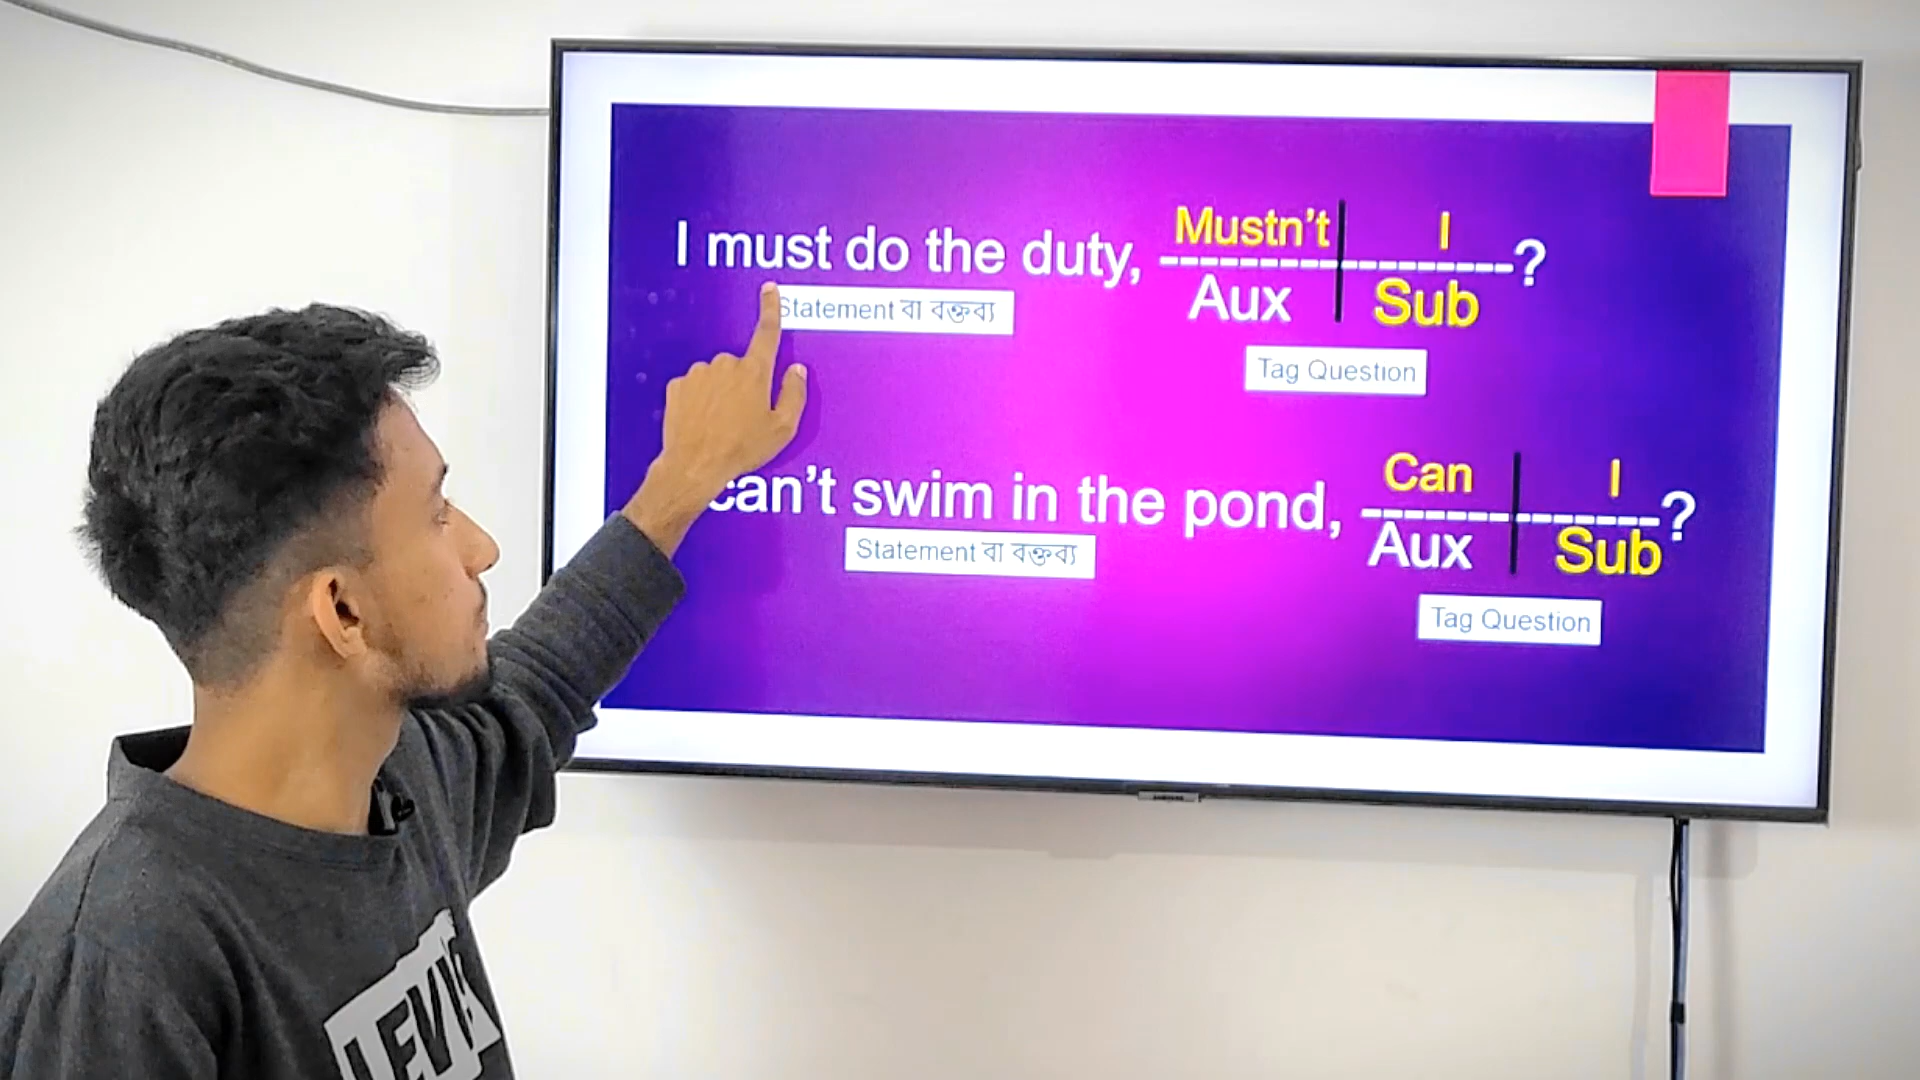 Mustn't I
I must do the duty, ?
Aux Sub
Statement বা বক্তব্য
Tag Question
Can I
can't swim in the pond, ?
Aux Sub
Statement বা বক্তব্য
Tag Question
SAMSUNG
LEVI'S